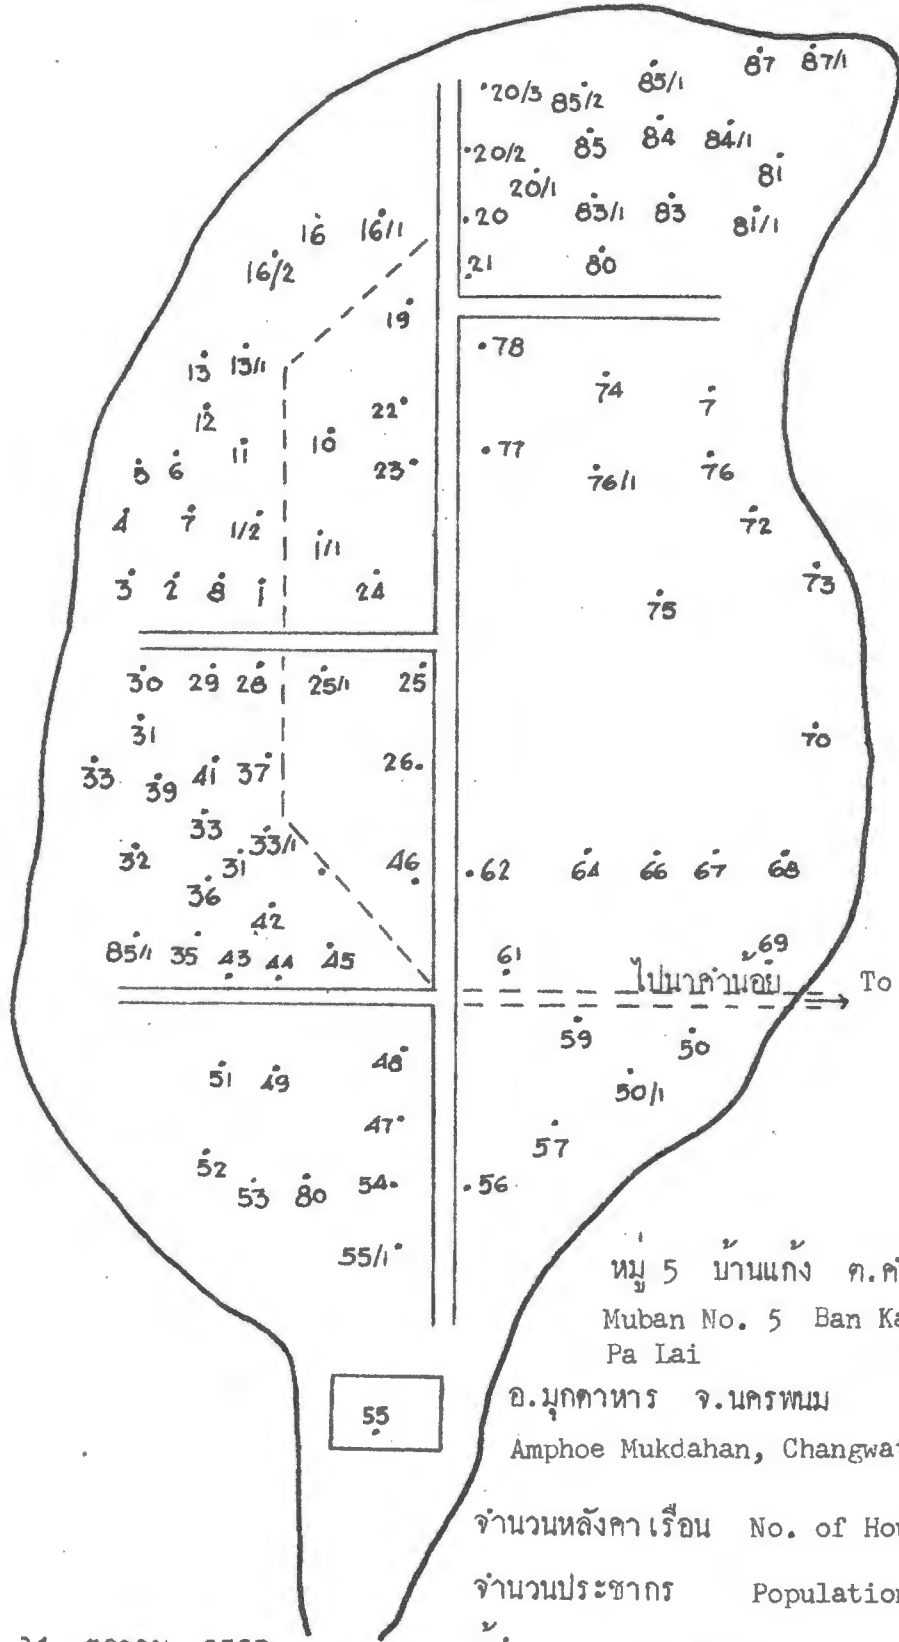 87 87/1
20/3 85/2 85/1
20/2 85 84 84/1
20/1 81
20 83/1 83 81/1
16 16/1
16/2 21 80
19
78
13 13/1 74 7
12 22
11 10 77
5 6 23 76/1 76
4 7 1/2 1/1 72
3 2 8 1 24 75 73
30 29 28 25/1 25
31 70
33 39 41 37 26
33 33/1
32 31 46 62 64 66 67 68
36
42
85/1 35 43 44 45 61 69
ไปนาคำน้อย To
59 50
51 49 48 50/1
47 57
52 53 80 54 56
55/1
หมู่ 5 บ้านแก้ง ต.
Muban No. 5 Ban Ka
Pa Lai
55
อ.มุกดาหาร จ.นครพนม
Amphoe Mukdahan, Changwat
จำนวนหลังคาเรือน No. of Hou
จำนวนประชากร Population